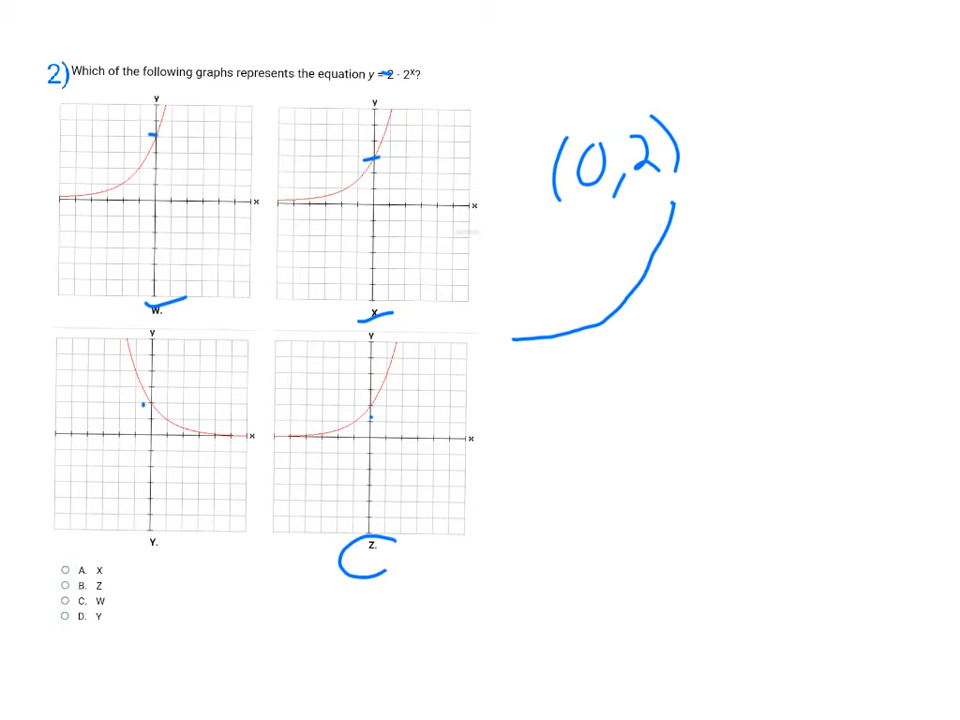 2) Which of the following graphs represents the equation y = 2 · 2ˣ?
y
y
(0,2)
x
x
W.
X
y
y
x
x
Y.
Z.
A. X
B. Z
C. W
D. Y